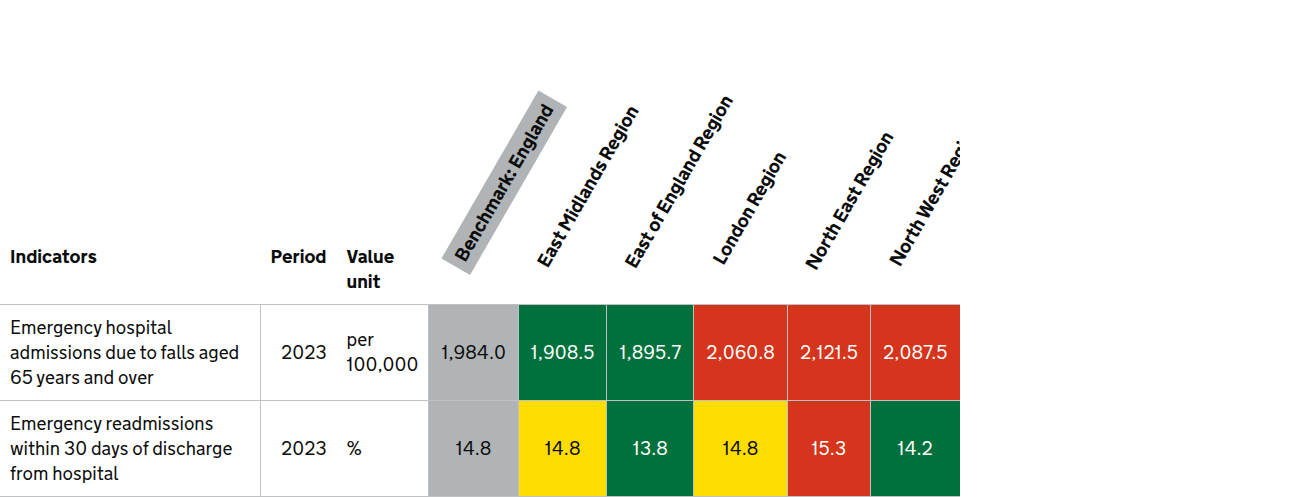 Benchmark: England
East Midlands Region
East of England Region
London Region
North East Region
North West
Indicators
Period
Value
unit
Emergency hospital
admissions due to falls aged
65 years and over
2023
per
100,000
1,984.0
1,908.5
1,895.7
2,060.8
2,121.5
2,087.5
Emergency readmissions
within 30 days of discharge
from hospital
2023
%
14.8
14.8
13.8
14.8
15.3
14.2